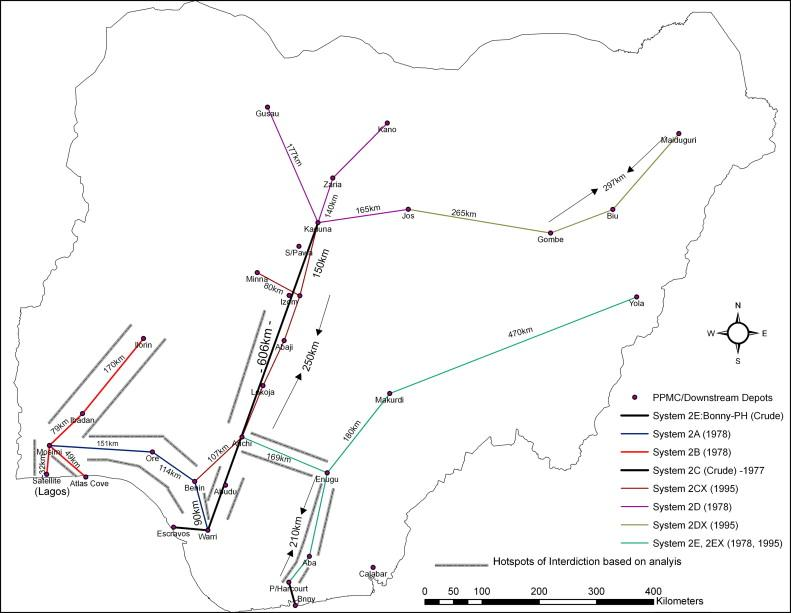 Gusau
Kano
177km
Maiduguri
Zaria
297km
140km
165km
Jos
265km
Biu
Kaduna
Gombe
S/Pawa
150km
Minna
60km
Izom
Yola
- 606km -
470km
N
W
E
S
Ilorin
Abaji
250km
170km
Lokoja
Makurdi
PPMC/Downstream Depots
System 2E:Bonny-PH (Crude)
Ibadan
79km
180km
System 2A (1978)
151km
Auchi
System 2B (1978)
Mosimi
Ore
107km
169km
System 2C (Crude) -1977
49km
32km
114km
Enugu
Satellite
(Lagos)
Atlas Cove
Benin
Abudu
System 2CX (1995)
System 2D (1978)
90km
210km
System 2DX (1995)
Escravos
Warri
System 2E, 2EX (1978, 1995)
Aba
Hotspots of Interdiction based on analyis
Calabar
P/Harcourt
Bnny
0 100 200 300 400
Kilometers